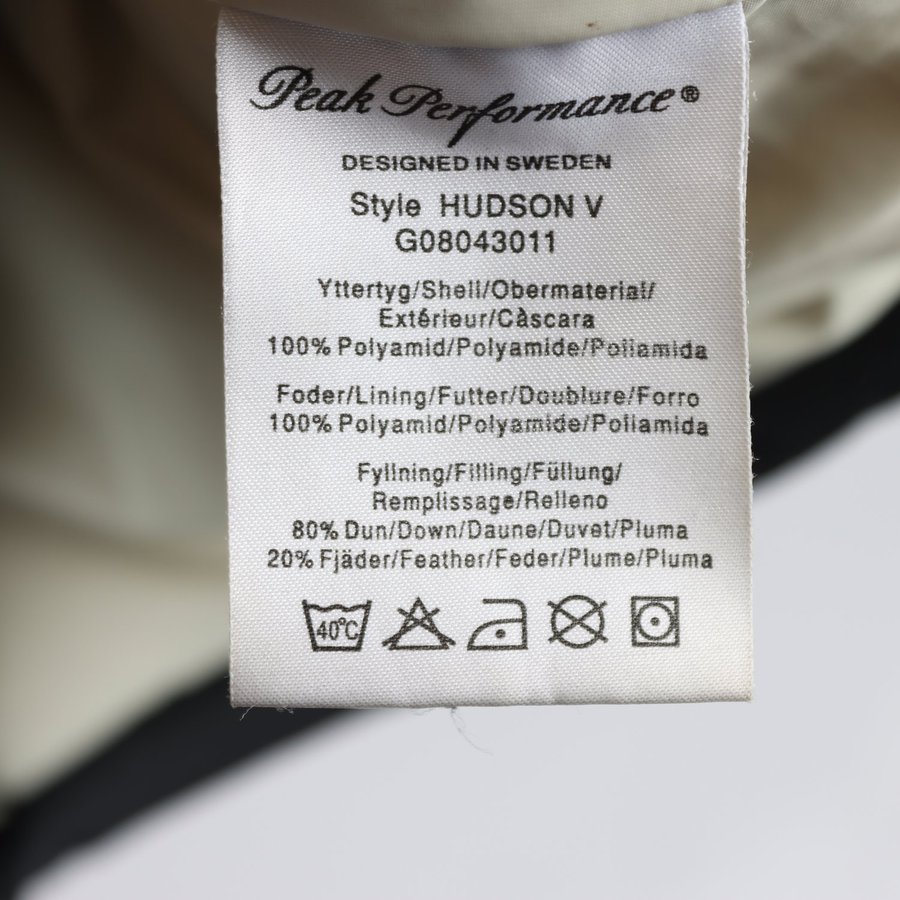 Peak Performance®
DESIGNED IN SWEDEN
Style HUDSON V
G08043011
Yttertyg/Shell/Obermaterial/
Extérieur/Càscara
100% Polyamid/Polyamide/Poliamida
Foder/Lining/Futter/Doublure/Forro
100% Polyamid/Polyamide/Poliamida
Fyllning/Filling/Füllung/
Remplissage/Relleno
80% Dun/Down/Daune/Duvet/Pluma
20% Fjäder/Feather/Feder/Plume/Pluma
40°C